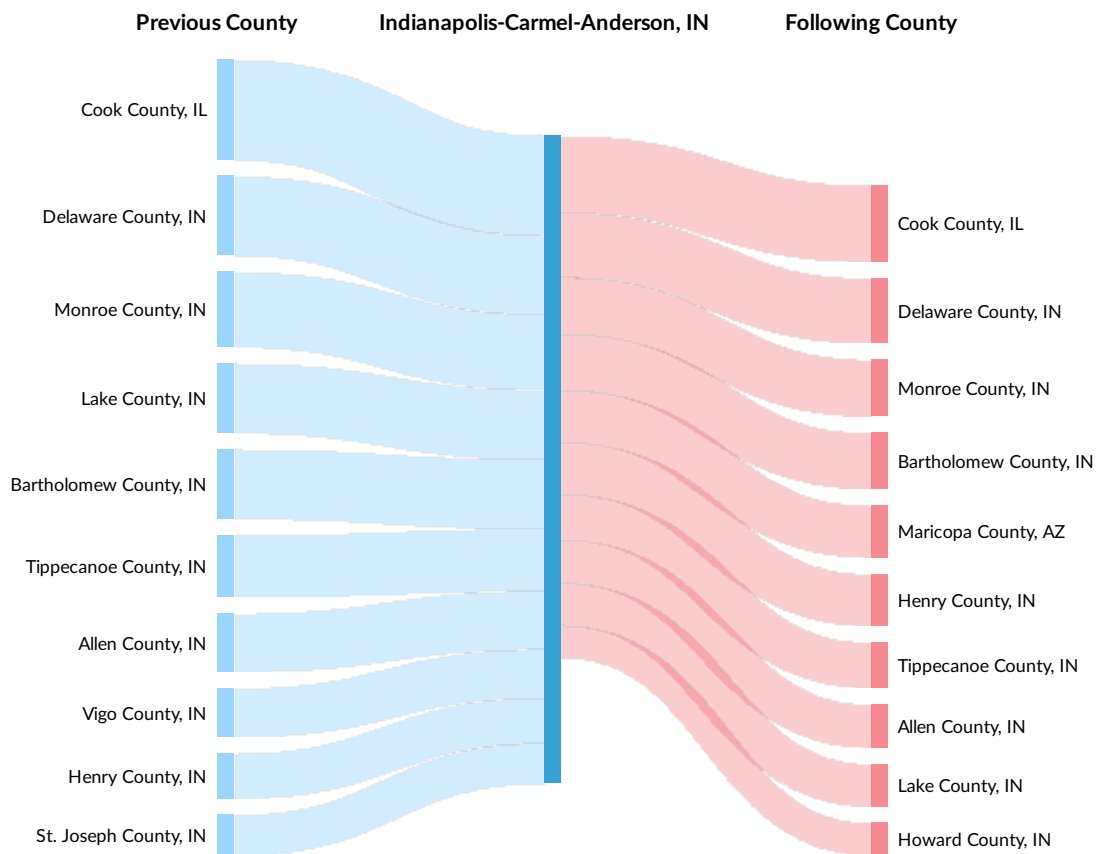 Previous County
Indianapolis-Carmel-Anderson, IN
Following County
Cook County, IL
Delaware County, IN
Monroe County, IN
Lake County, IN
Bartholomew County, IN
Tippecanoe County, IN
Allen County, IN
Vigo County, IN
Henry County, IN
St. Joseph County, IN
Cook County, IL
Delaware County, IN
Monroe County, IN
Bartholomew County, IN
Maricopa County, AZ
Henry County, IN
Tippecanoe County, IN
Allen County, IN
Lake County, IN
Howard County, IN